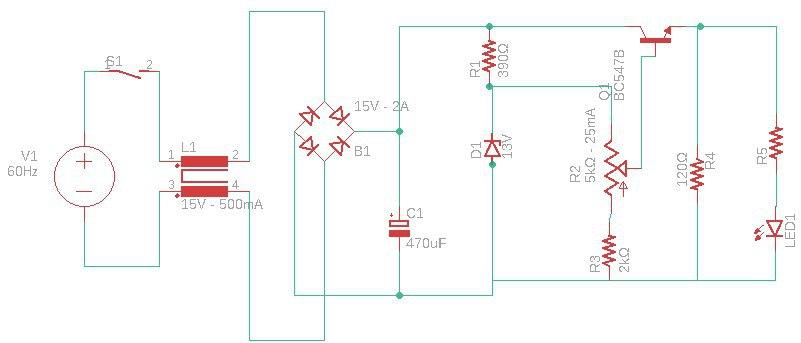 S1
1 2
V1
60Hz
L1
1 2
3 4
15V - 500mA
15V - 2A
B1
C1
470uF
R1
390Ω
D1
13V
Q1
BC547B
R2
5kΩ - 25mA
R3
2kΩ
120Ω
R4
R5
LED1